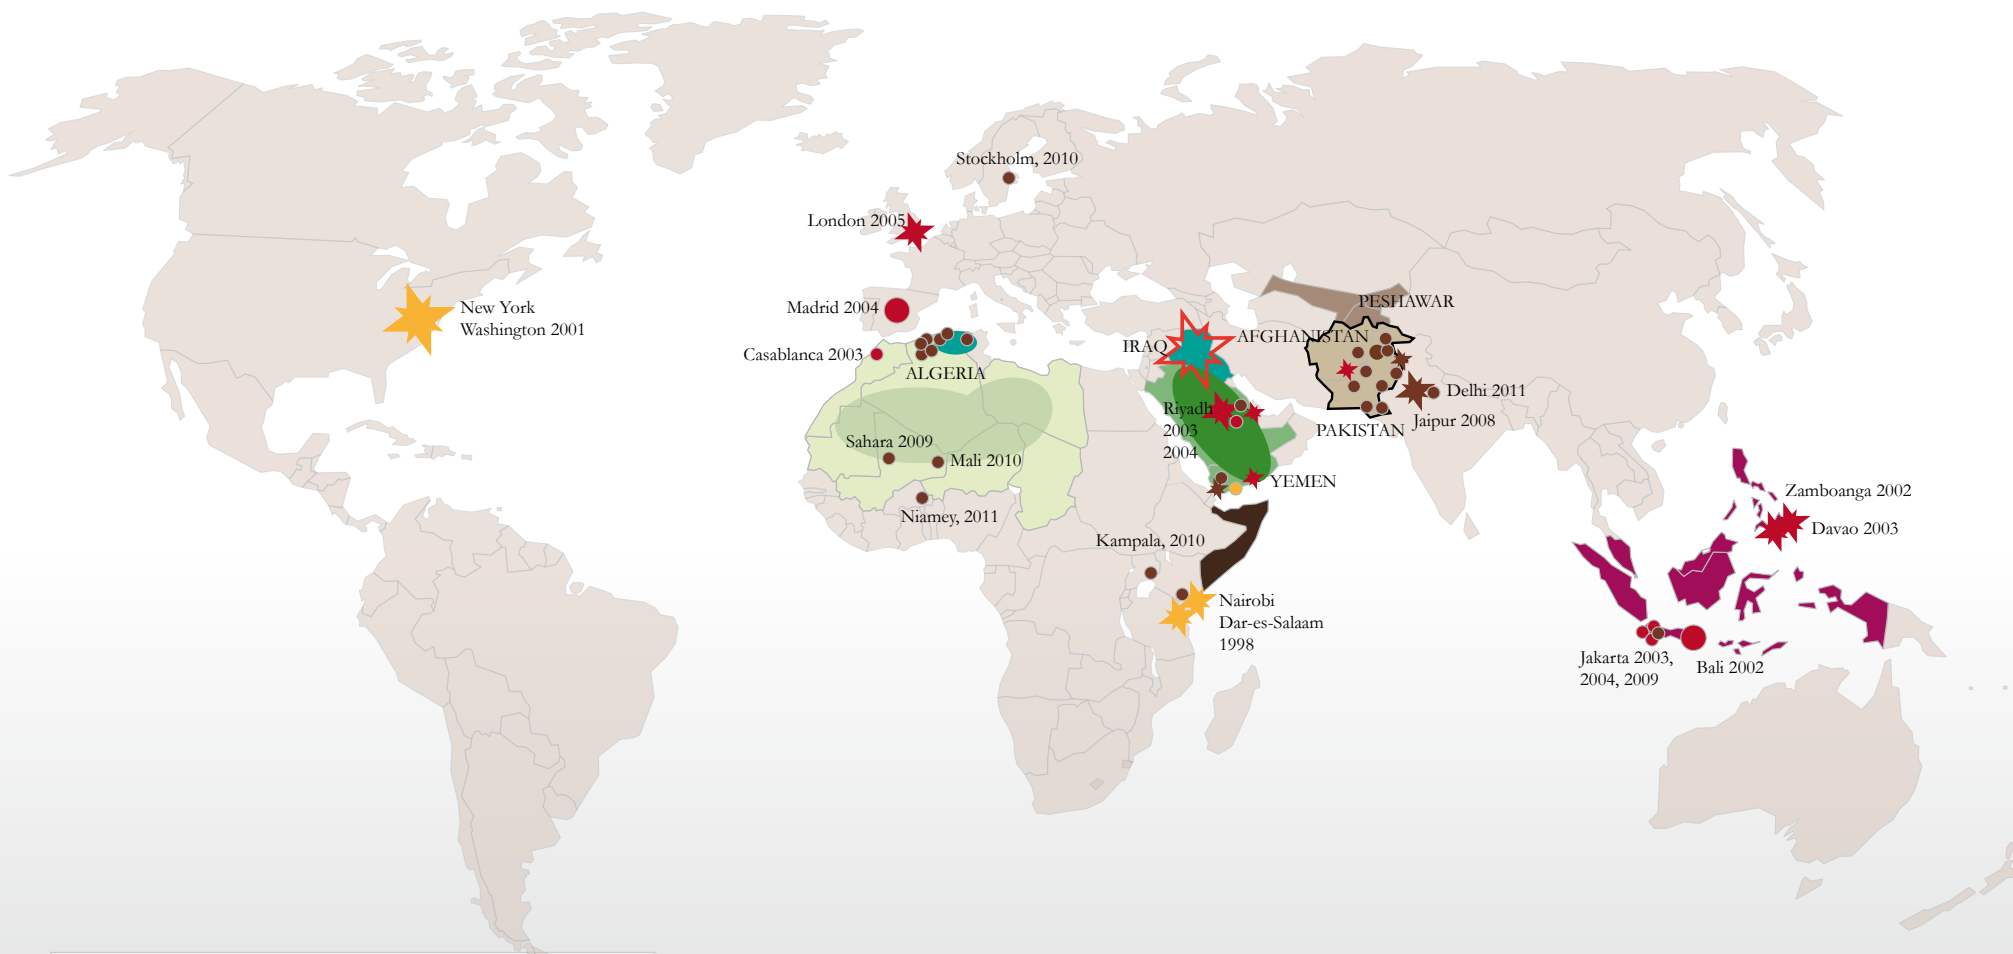 Stockholm, 2010
London 2005
New York
Washington 2001
Madrid 2004
Casablanca 2003
ALGERIA
PESHAWAR
AFGHANISTAN
IRAQ
Delhi 2011
Jaipur 2008
PAKISTAN
Riyadh
2003
2004
Sahara 2009
Mali 2010
YEMEN
Niamey, 2011
Kampala, 2010
Nairobi
Dar-es-Salaam
1998
Zamboanga 2002
Davao 2003
Jakarta 2003,
2004, 2009
Bali 2002